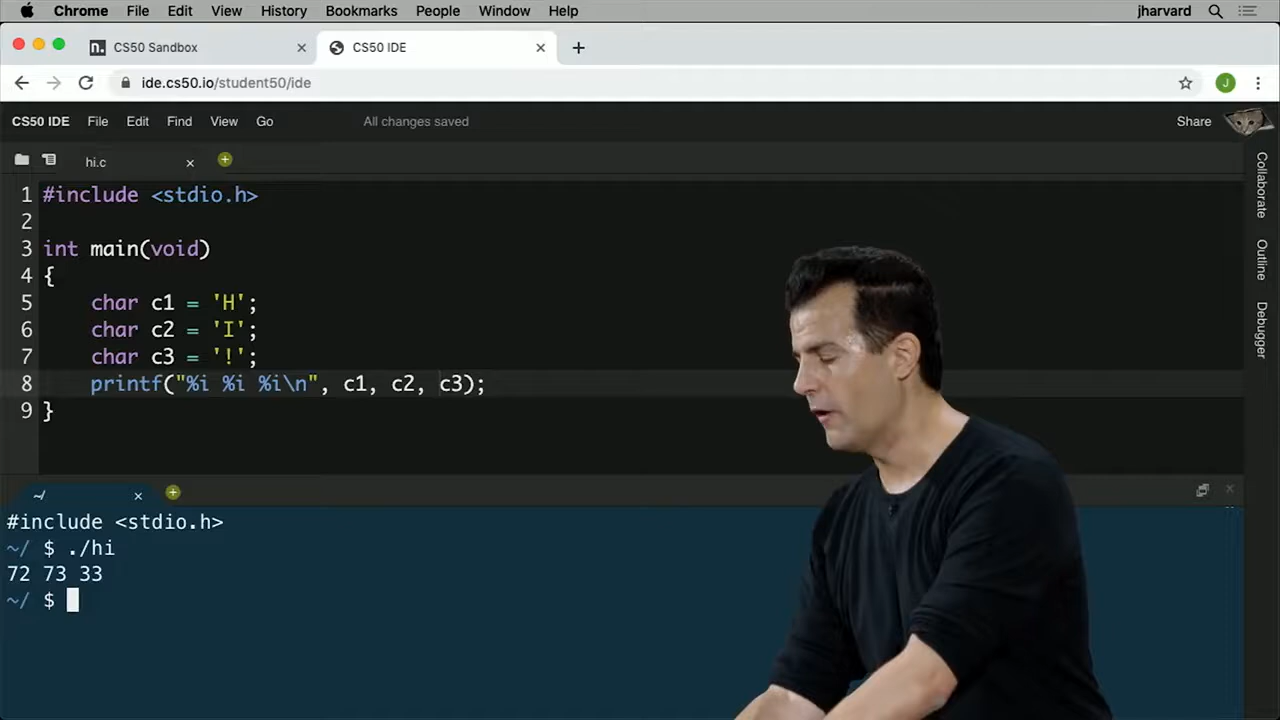 Chrome File Edit View History Bookmarks People Window Help jharvard
n. CS50 Sandbox CS50 IDE
ide.cs50.io/student50/ide J
CS50 IDE File Edit Find View Go All changes saved Share
hi.c
1 #include <stdio.h>
2
3 int main(void)
4 {
5 char c1 = 'H';
6 char c2 = 'I';
7 char c3 = '!';
8 printf("%i %i %i\n", c1, c2, c3);
9 }
Collaborate
Outline
Debugger
~/
#include <stdio.h>
~/ $ ./hi
72 73 33
~/ $